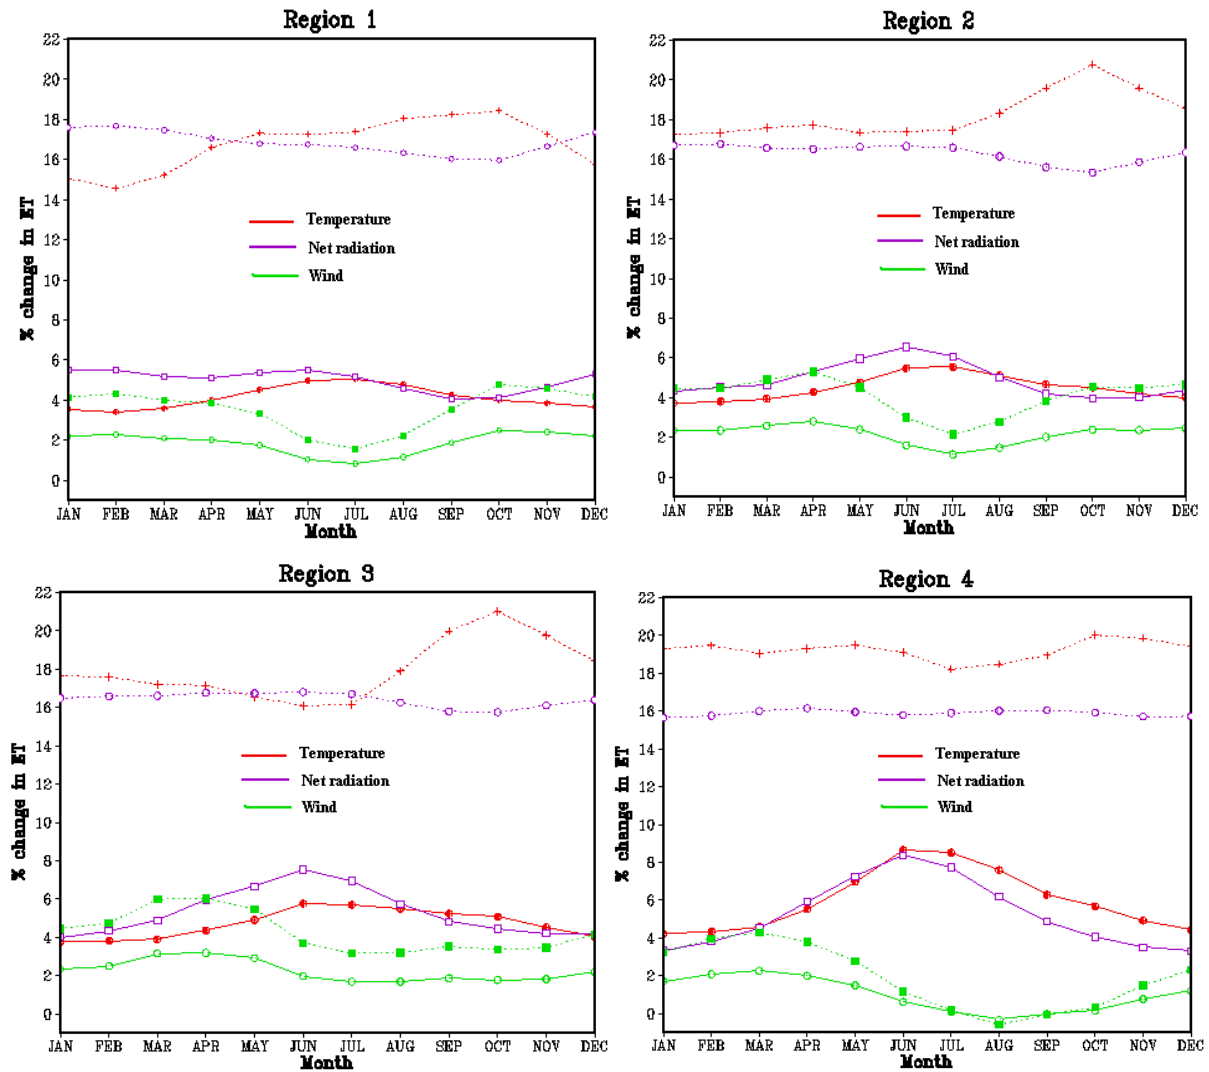 Region 1
22
20
18
16
14
12
10
8
6
4
2
0
% change in ET
Temperature
Net radiation
Wind
JAN FEB MAR APR MAY JUN JUL AUG SEP OCT NOV DEC
Month
Region 2
22
20
18
16
14
12
10
8
6
4
2
0
% change in ET
Temperature
Net radiation
Wind
JAN FEB MAR APR MAY JUN JUL AUG SEP OCT NOV DEC
Month
Region 3
22
20
18
16
14
12
10
8
6
4
2
0
% change in ET
Temperature
Net radiation
Wind
JAN FEB MAR APR MAY JUN JUL AUG SEP OCT NOV DEC
Month
Region 4
22
20
18
16
14
12
10
8
6
4
2
0
% change in ET
Temperature
Net radiation
Wind
JAN FEB MAR APR MAY JUN JUL AUG SEP OCT NOV DEC
Month